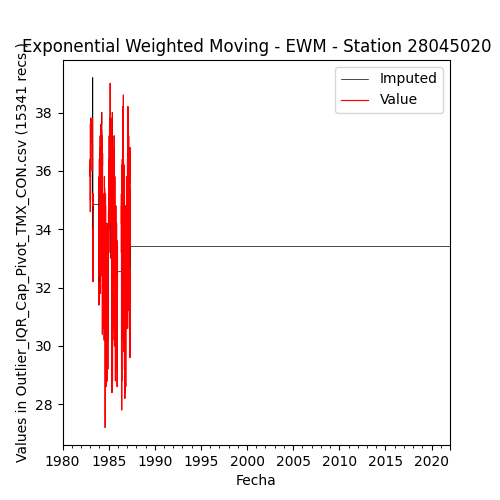 Exponential Weighted Moving - EWM - Station 28045020
Imputed
Value
Values in Outlier_IQR_Cap_Pivot_TMX_CON.csv (15341 recs.)
38
36
34
32
30
28
1980 1985 1990 1995 2000 2005 2010 2015 2020
Fecha